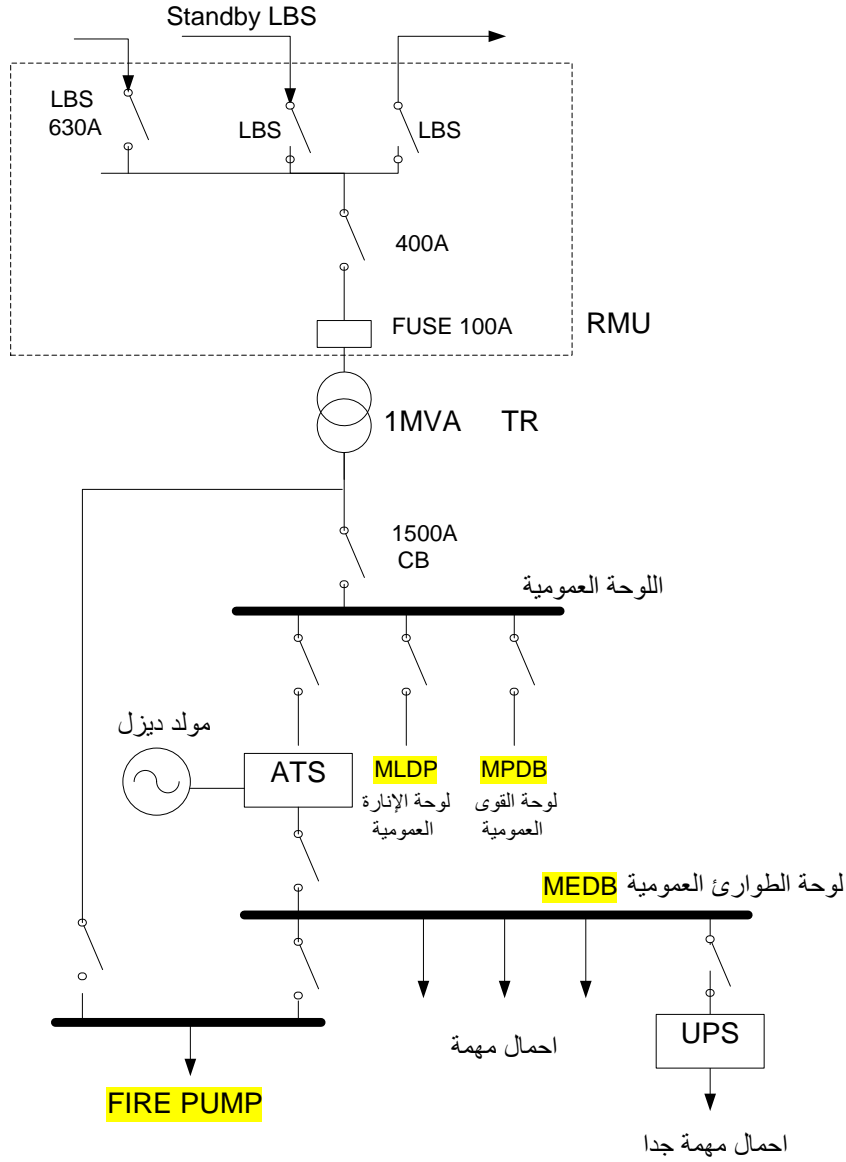 Standby LBS
LBS
630A
LBS
LBS
400A
FUSE 100A
RMU
1MVA TR
1500A
CB
اللوحة العمومية
مولد ديزل
ATS
MLDP
لوحة الإنارة
العمومية
MPDB
لوحة القوى
العمومية
MEDB لوحة الطوارئ العمومية
احمال مهمة
UPS
FIRE PUMP
احمال مهمة جدا